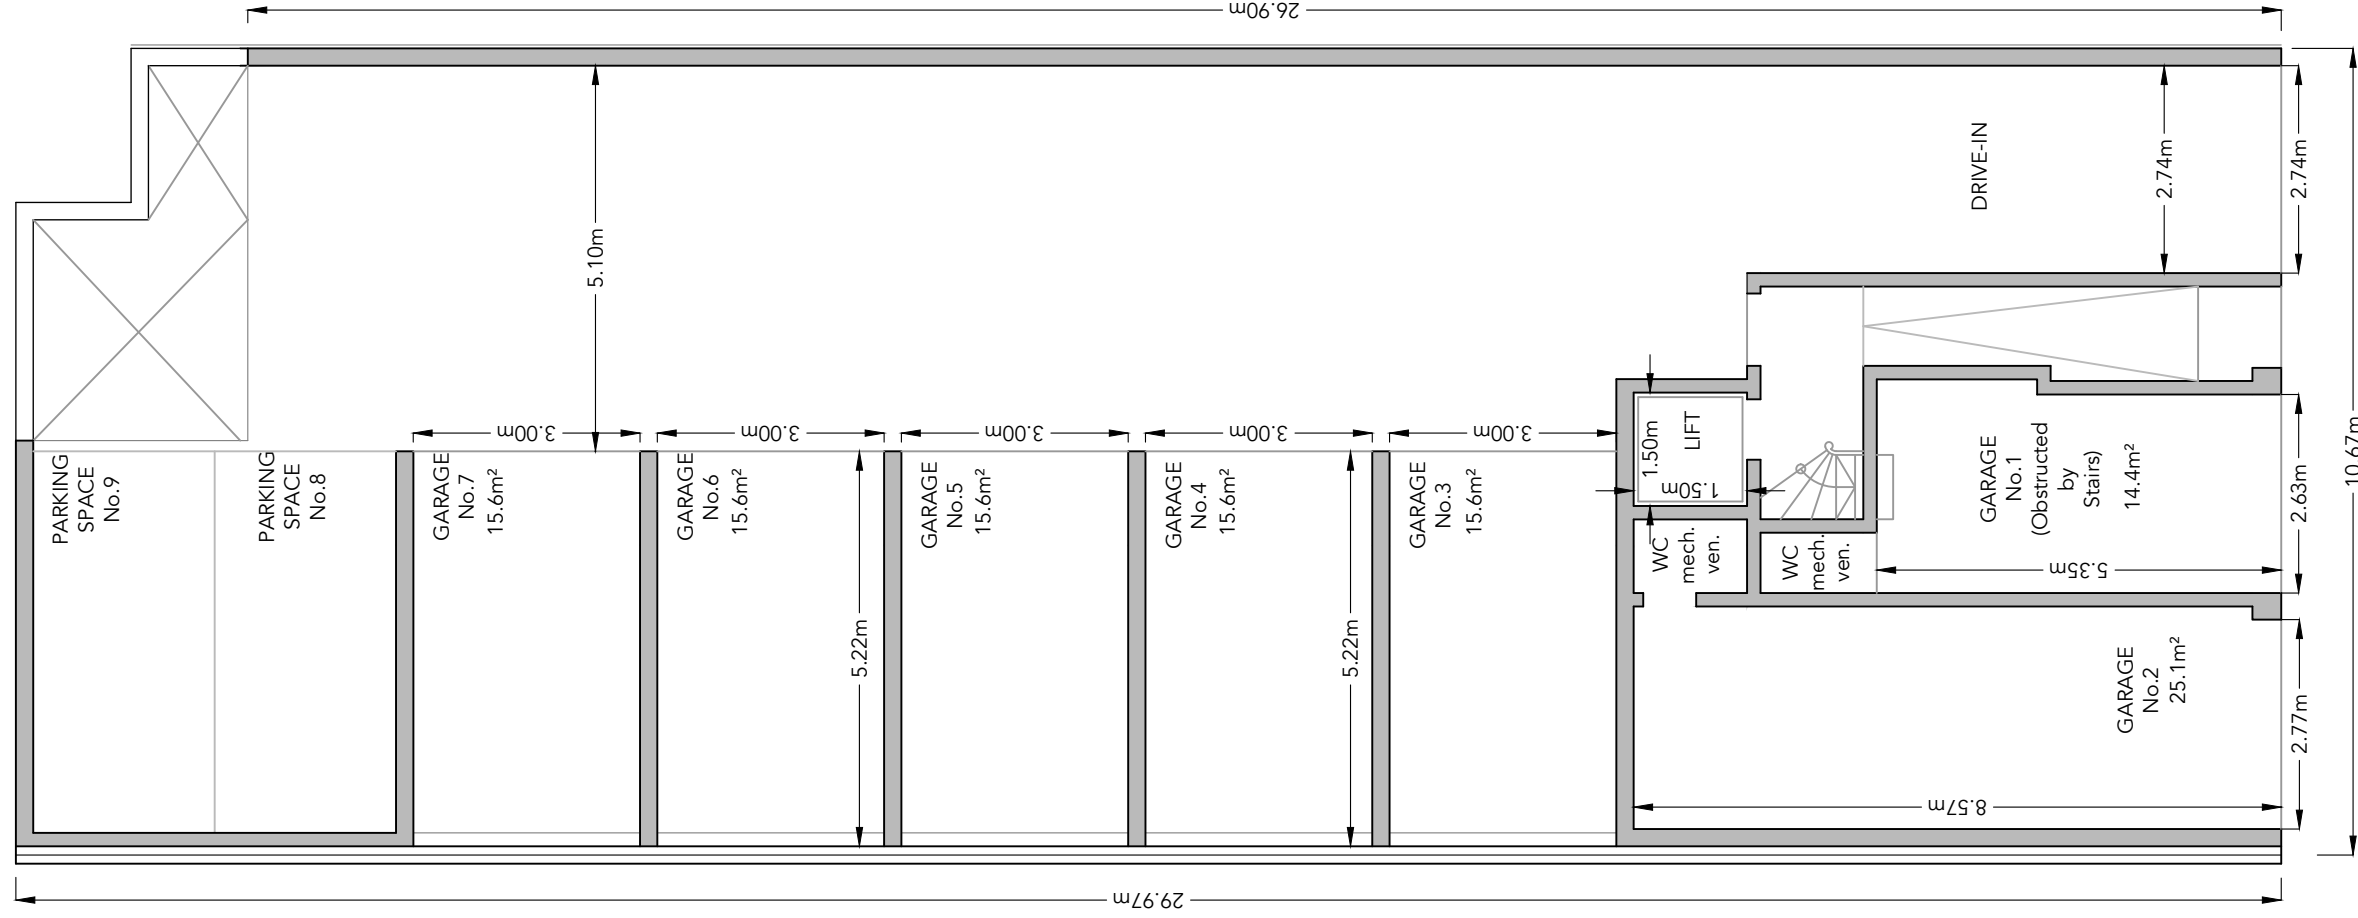 26.90m
5.10m
DRIVE-IN
2.74m
2.74m
10.67m
PARKING
SPACE
No.9
PARKING
SPACE
No.8
3.00m
GARAGE
No.7
15.6m²
3.00m
GARAGE
No.6
15.6m²
3.00m
GARAGE
No.5
15.6m²
3.00m
GARAGE
No.4
15.6m²
3.00m
GARAGE
No.3
15.6m²
1.50m
LIFT
1.50m
WC
mech.
ven.
WC
mech.
ven.
GARAGE
No.1
(Obstructed
by
Stairs)
14.4m²
2.63m
5.35m
5.22m
5.22m
GARAGE
No.2
25.1m²
2.77m
8.57m
29.97m